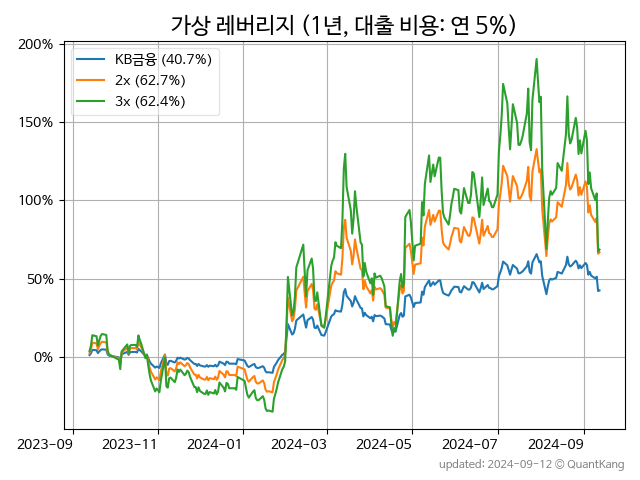 가상 레버리지 (1년, 대출 비용: 연 5%)
200%
150%
100%
50%
0%
KB금융 (40.7%)
2x (62.7%)
3x (62.4%)
2023-09
2023-11
2024-01
2024-03
2024-05
2024-07
2024-09
updated: 2024-09-12 © QuantKang